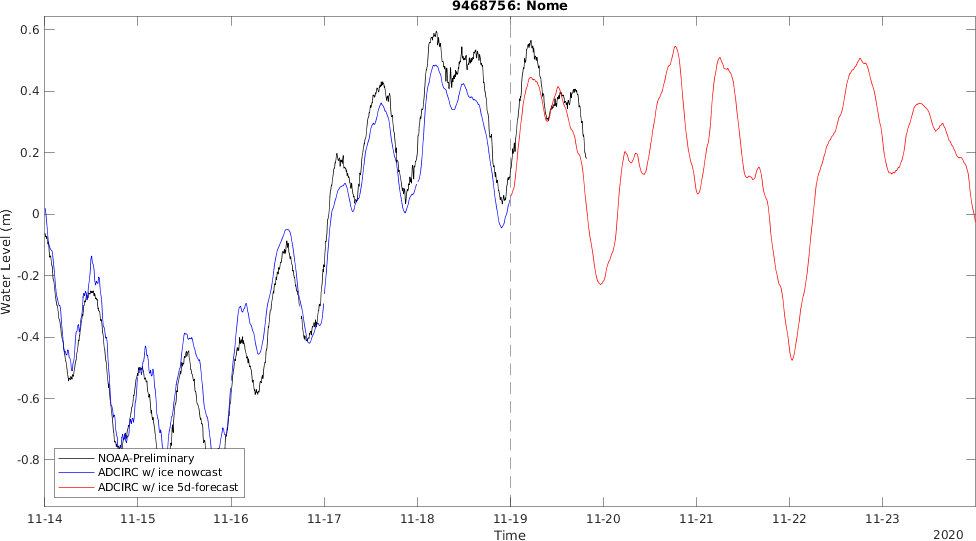 9468756: Nome
0.6
0.4
0.2
0
-0.2
-0.4
-0.6
-0.8
Water Level (m)
NOAA-Preliminary
ADCIRC w/ ice nowcast
ADCIRC w/ ice 5d-forecast
11-14 11-15 11-16 11-17 11-18 11-19 11-20 11-21 11-22 11-23
Time
2020